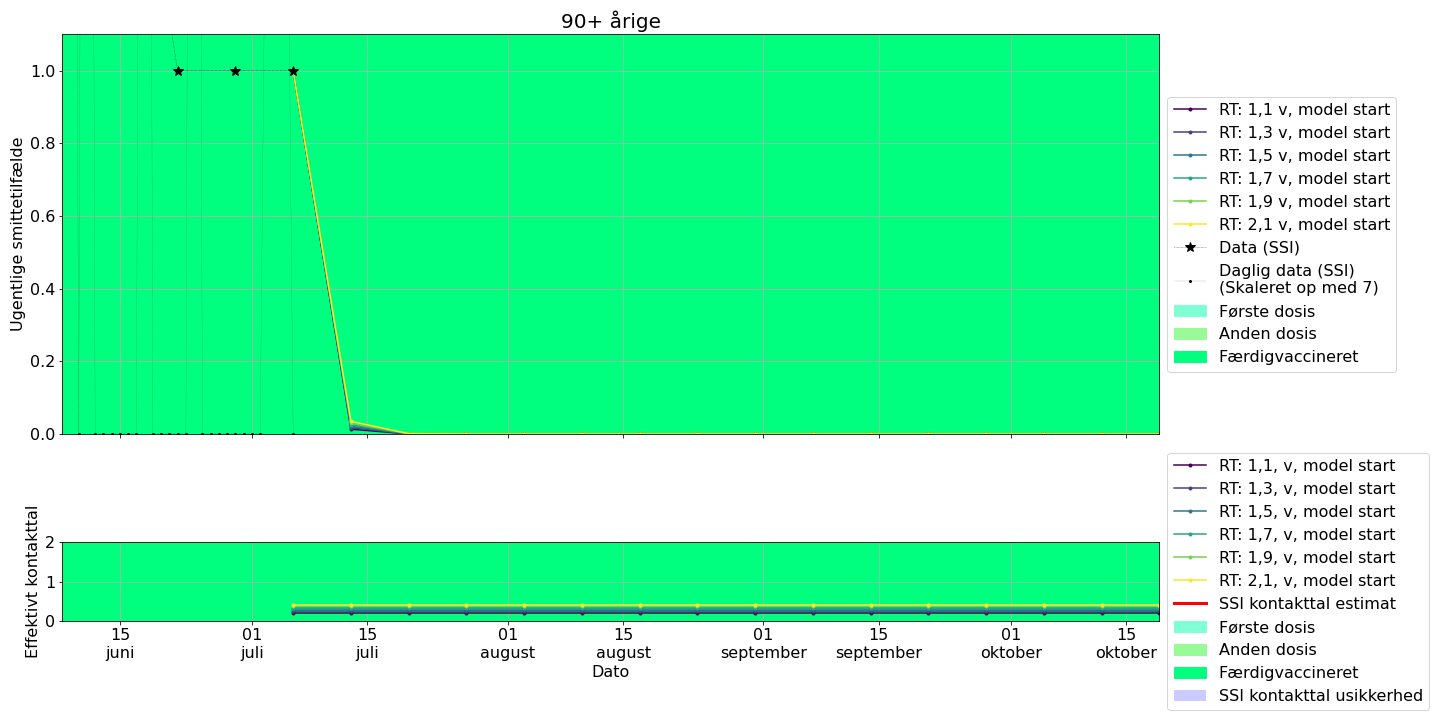 90+ årige
Ugentlige smittetilfælde
1.0
0.8
0.6
0.4
0.2
0.0
RT: 1,1 v, model start
RT: 1,3 v, model start
RT: 1,5 v, model start
RT: 1,7 v, model start
RT: 1,9 v, model start
RT: 2,1 v, model start
Data (SSI)
Daglig data (SSI)
(Skaleret op med 7)
Første dosis
Anden dosis
Færdigvaccineret
Effektivt kontakttal
2
1
0
15 01 15 01 15 01 15 01 15
juni juli juli august august september september oktober oktober
Dato
RT: 1,1, v, model start
RT: 1,3, v, model start
RT: 1,5, v, model start
RT: 1,7, v, model start
RT: 1,9, v, model start
RT: 2,1, v, model start
SSI kontakttal estimat
Første dosis
Anden dosis
Færdigvaccineret
SSI kontakttal usikkerhed